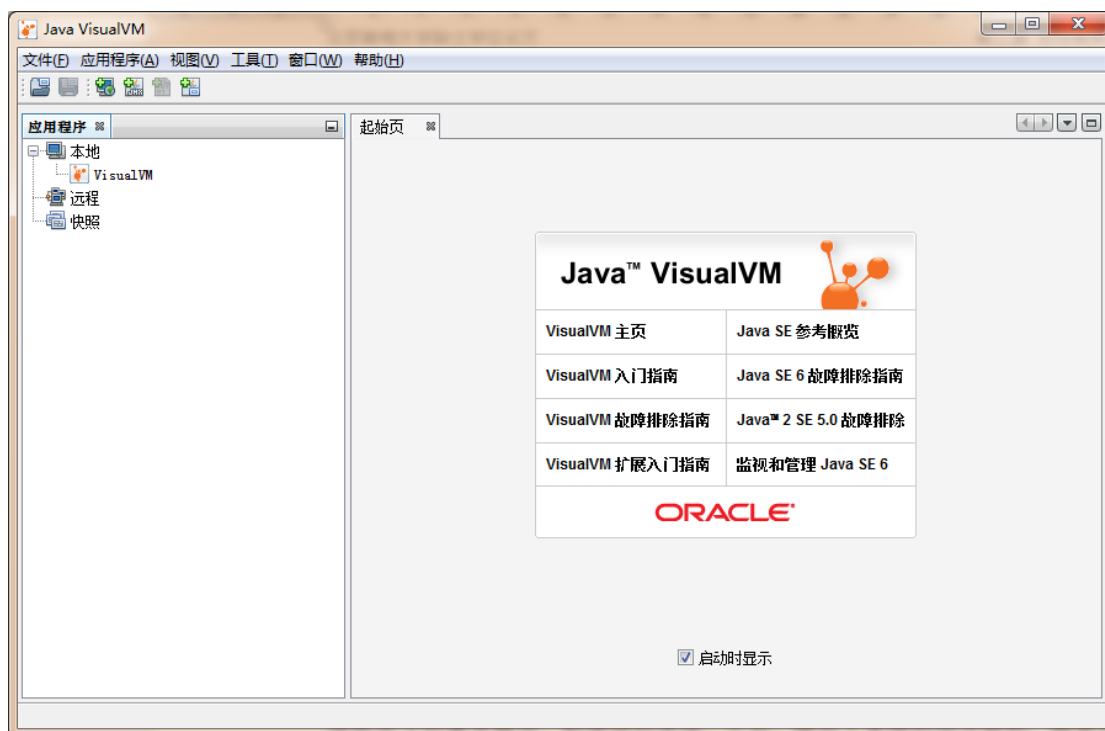 Java VisualVM
文件(F) 应用程序(A) 视图(V) 工具(T) 窗口(W) 帮助(H)
应用程序
起始页
本地
VisualVM
远程
快照
Java™ VisualVM
VisualVM 主页
Java SE 参考概览
VisualVM 入门指南
Java SE 6 故障排除指南
VisualVM 故障排除指南
Java™ 2 SE 5.0 故障排除
VisualVM 扩展入门指南
监视和管理 Java SE 6
ORACLE
启动时显示